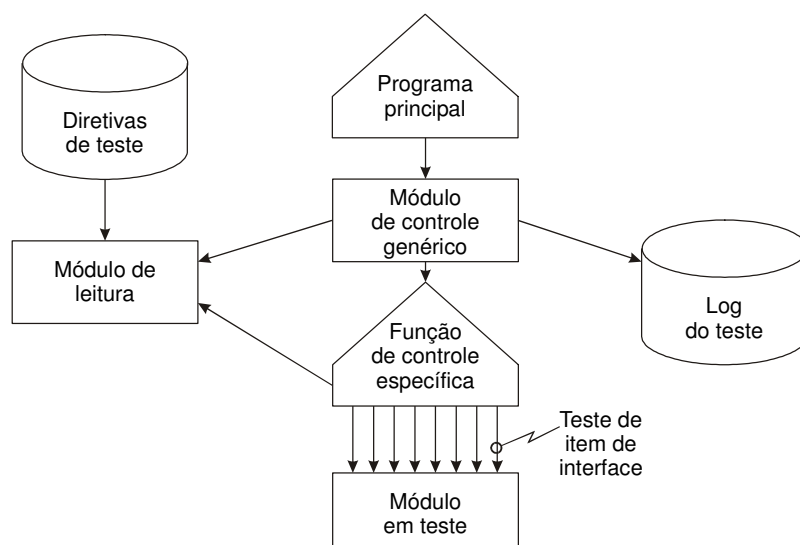 Programa
principal
Diretivas
de teste
Módulo
de controle
genérico
Módulo de
leitura
Log
do teste
Função
de controle
específica
Teste de
item de
interface
Módulo
em teste